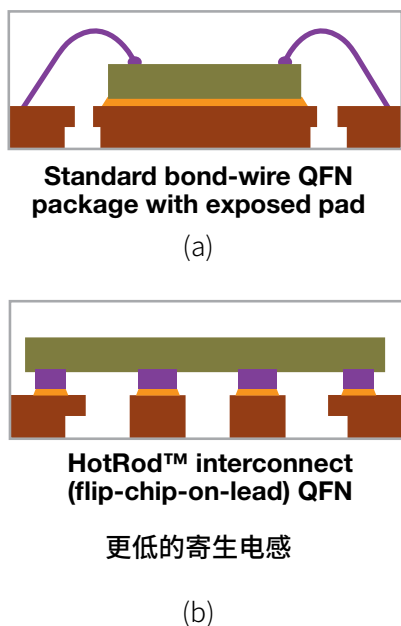 Standard bond-wire QFN
package with exposed pad
(a)
HotRod™ interconnect
(flip-chip-on-lead) QFN
更低的寄生电感
(b)